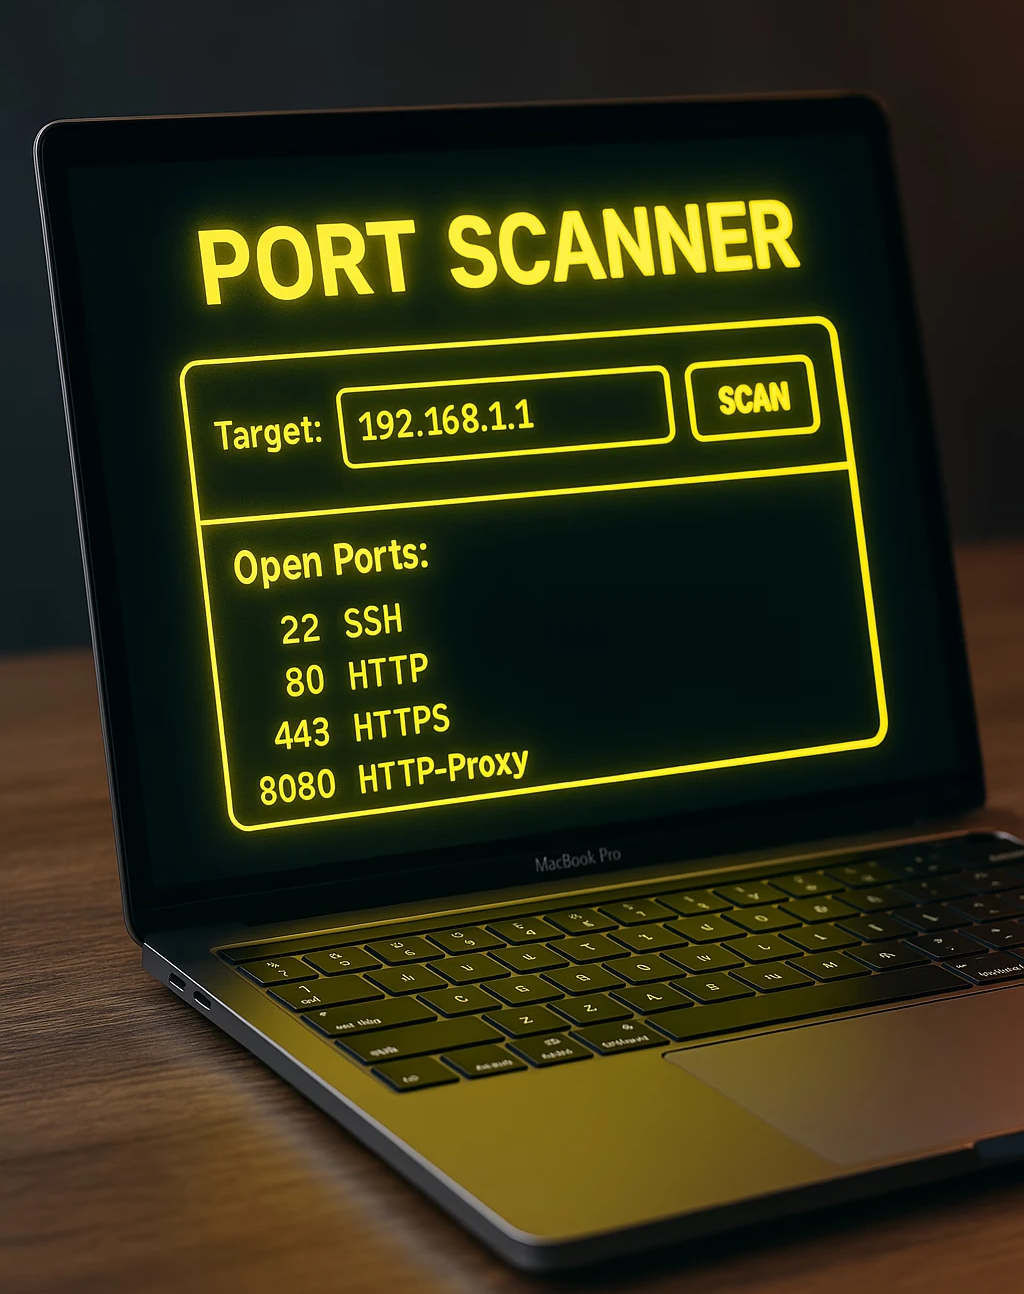 PORT SCANNER
Target: 192.168.1.1 SCAN
Open Ports:
22 SSH
80 HTTP
443 HTTPS
8080 HTTP-Proxy
MacBook Pro